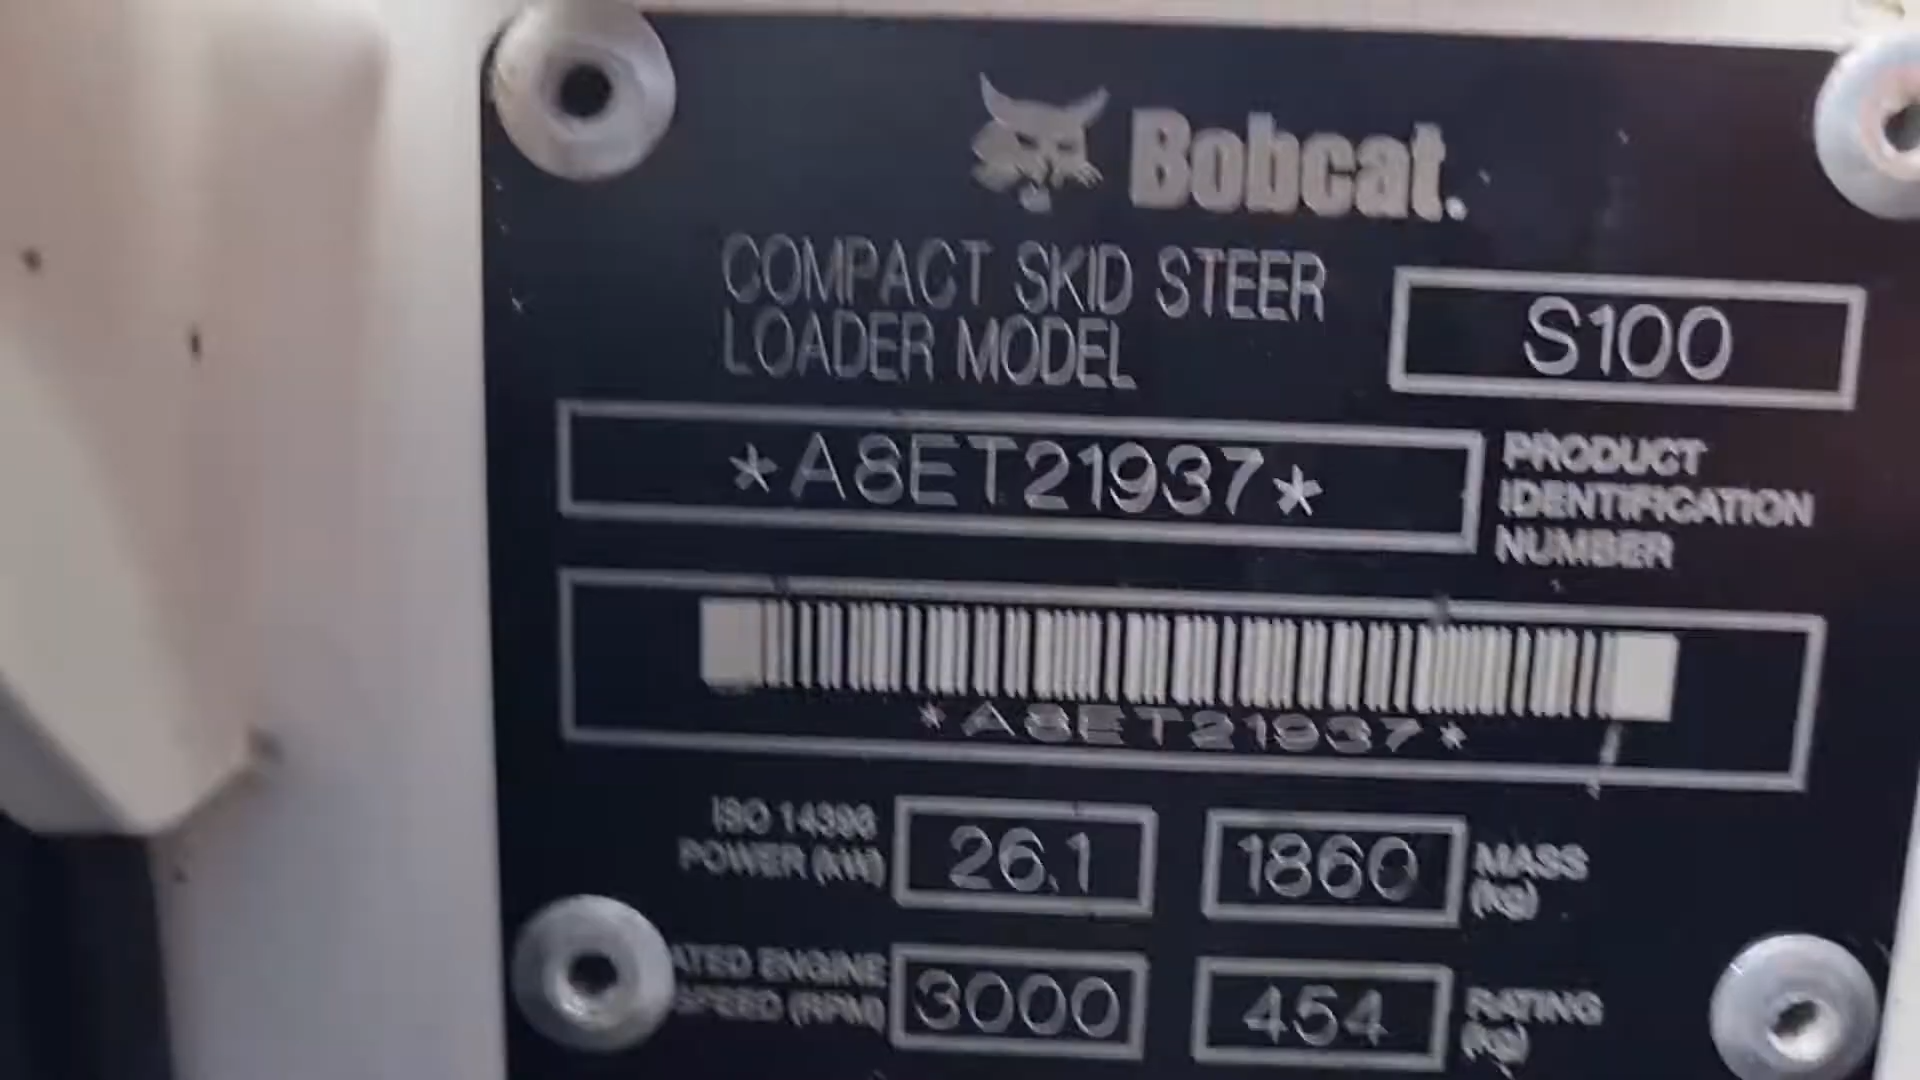 Bobcat.
COMPACT SKID STEER
LOADER MODEL
S100
*A8ET21937*
PRODUCT
IDENTIFICATION
NUMBER
*A8ET21937*
ISO 14396
POWER (kW)
26.1
1860
MASS
(kg)
ATED ENGINE
SPEED (RPM)
3000
454
RATING
(kg)